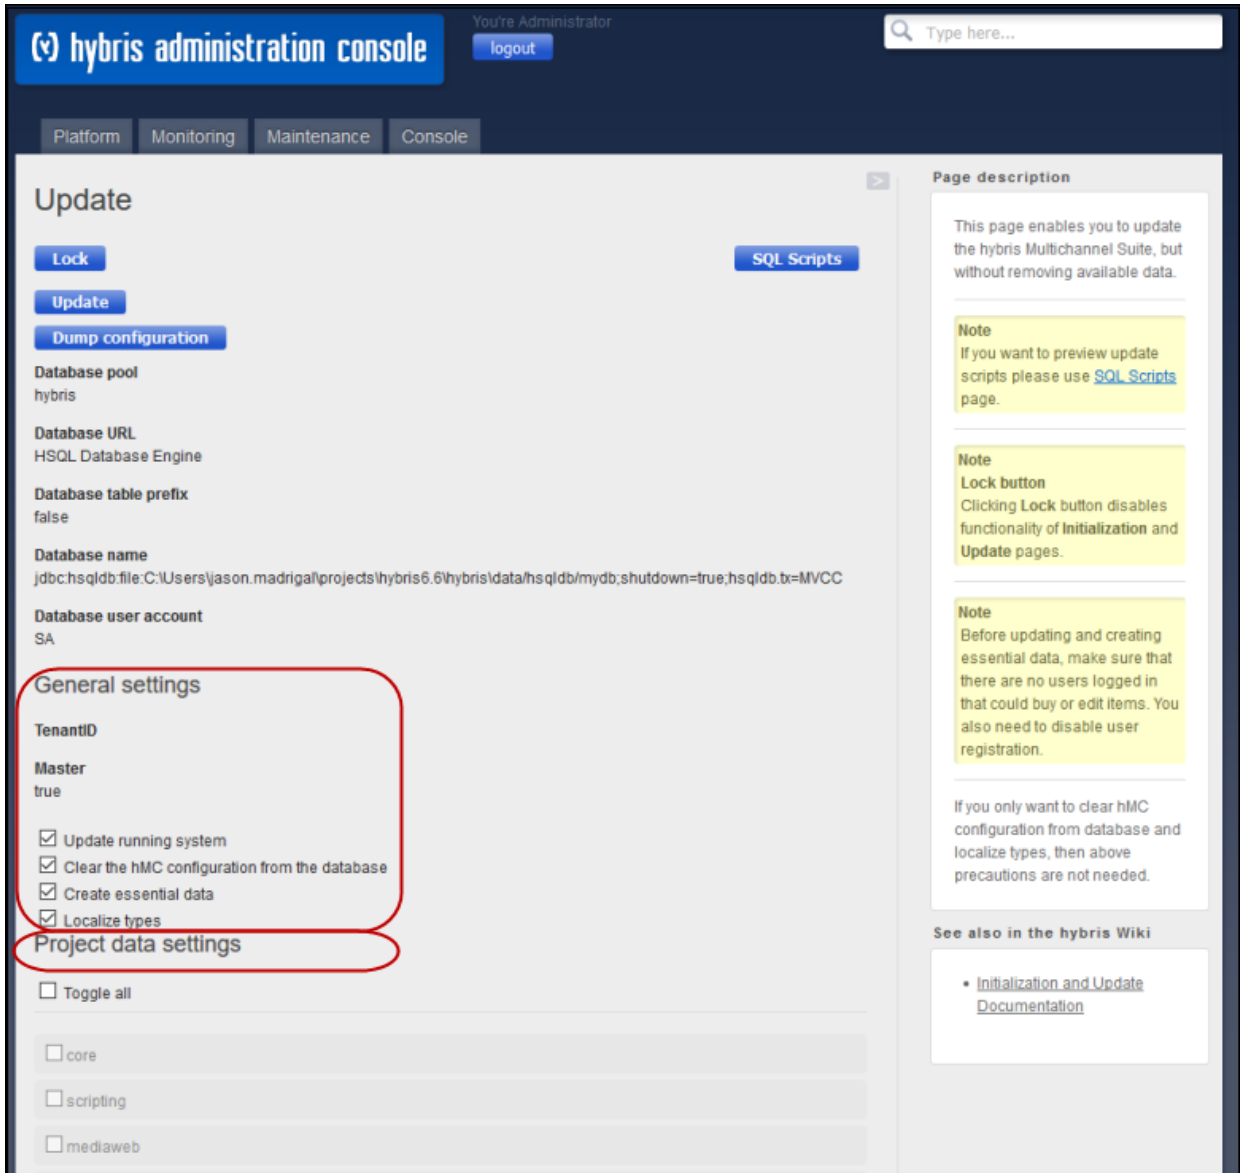 (v) hybris administration console
You're Administrator
logout
Type here...
Platform
Monitoring
Maintenance
Console
Update
>
Lock
SQL Scripts
Update
Dump configuration
Database pool
hybris
Database URL
HSQL Database Engine
Database table prefix
false
Database name
jdbc:hsqldb:file:C:\Users\jason.madrigal\projects\hybris6.6\hybris\data/hsqldb/mydb;shutdown=true;hsqldb.tx=MVCC
Database user account
SA
General settings
TenantID
Master
true
Update running system
Clear the hMC configuration from the database
Create essential data
Localize types
Project data settings
Toggle all
core
scripting
mediaweb
Page description
This page enables you to update
the hybris Multichannel Suite, but
without removing available data.
Note
If you want to preview update
scripts please use SQL Scripts
page.
Note
Lock button
Clicking Lock button disables
functionality of Initialization and
Update pages.
Note
Before updating and creating
essential data, make sure that
there are no users logged in
that could buy or edit items. You
also need to disable user
registration.
If you only want to clear hMC
configuration from database and
localize types, then above
precautions are not needed.
See also in the hybris Wiki
• Initialization and Update
Documentation